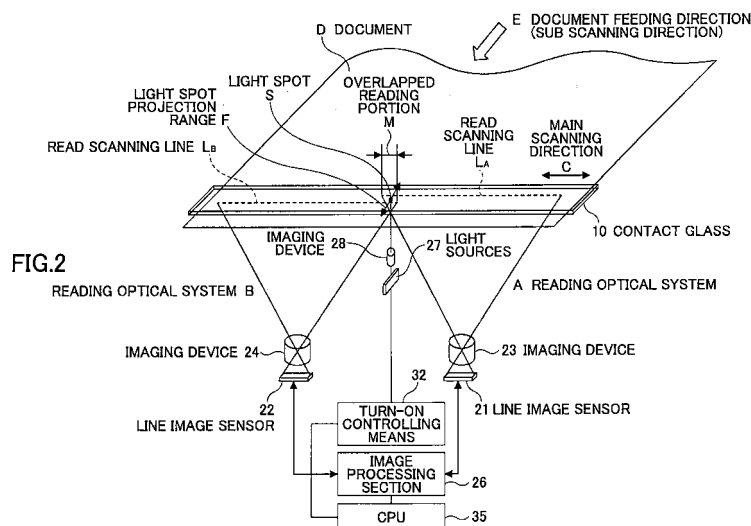 E DOCUMENT FEEDING DIRECTION
(SUB SCANNING DIRECTION)
D DOCUMENT
LIGHT SPOT
S
OVERLAPPED
READING
PORTION
M
LIGHT SPOT
PROJECTION
RANGE F
READ SCANNING LINE LB
READ
SCANNING
LINE
LA
MAIN
SCANNING
DIRECTION
C
10 CONTACT GLASS
IMAGING
DEVICE
28
27 LIGHT
SOURCES
FIG.2
READING OPTICAL SYSTEM B
A READING OPTICAL SYSTEM
IMAGING DEVICE 24
23 IMAGING DEVICE
22
LINE IMAGE SENSOR
21 LINE IMAGE SENSOR
32
TURN-ON
CONTROLLING
MEANS
IMAGE
PROCESSING
SECTION
26
CPU
35